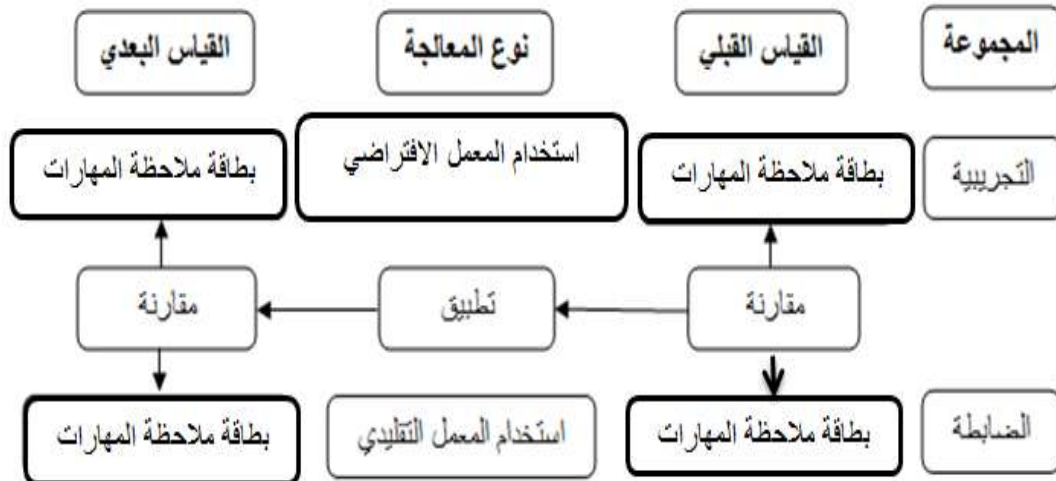 المجموعة
القياس القبلي
نوع المعالجة
القياس البعدي
التجريبية
بطاقة ملاحظة المهارات
استخدام المعمل الافتراضي
بطاقة ملاحظة المهارات
مقارنة
تطبيق
مقارنة
الضابطة
بطاقة ملاحظة المهارات
استخدام المعمل التقليدي
بطاقة ملاحظة المهارات